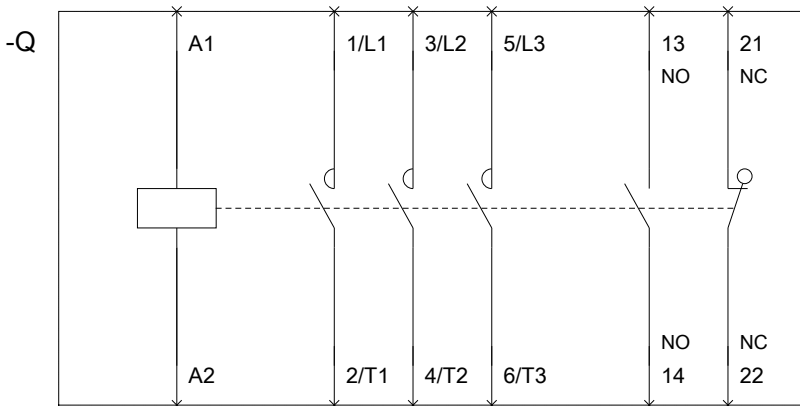 -Q
A1 1/L1 3/L2 5/L3 13 21
NO NC
NO NC
A2 2/T1 4/T2 6/T3 14 22